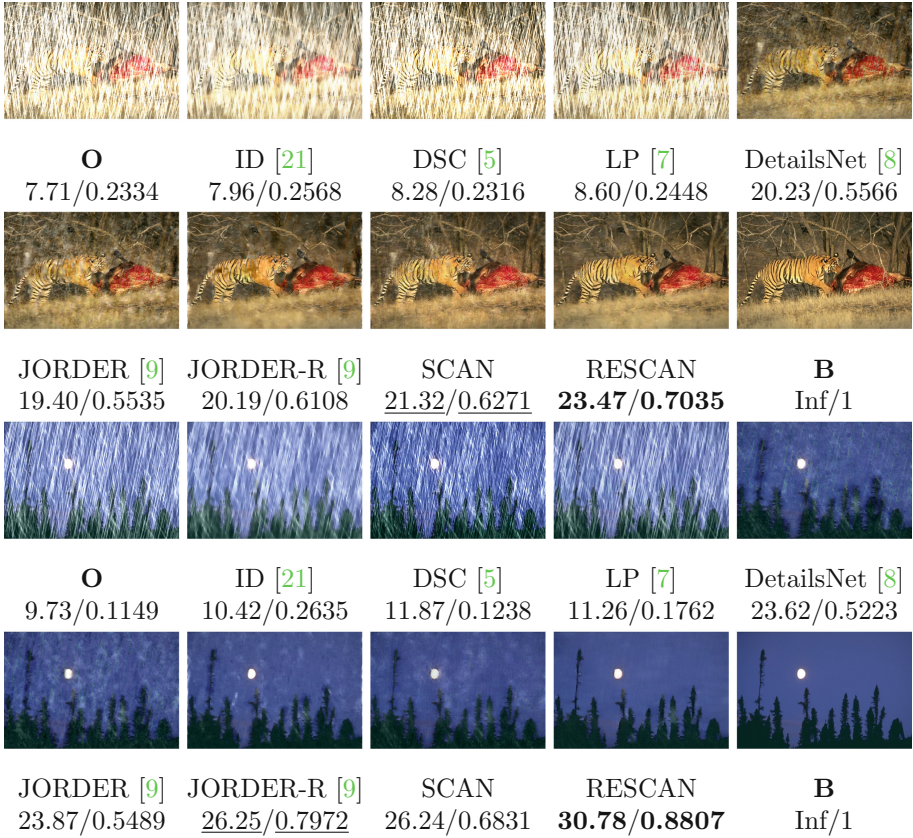 O ID [21] DSC [5] LP [7] DetailsNet [8]
7.71/0.2334 7.96/0.2568 8.28/0.2316 8.60/0.2448 20.23/0.5566
JORDER [9] JORDER-R [9] SCAN RESCAN B
19.40/0.5535 20.19/0.6108 21.32/0.6271 23.47/0.7035 Inf/1
O ID [21] DSC [5] LP [7] DetailsNet [8]
9.73/0.1149 10.42/0.2635 11.87/0.1238 11.26/0.1762 23.62/0.5223
JORDER [9] JORDER-R [9] SCAN RESCAN B
23.87/0.5489 26.25/0.7972 26.24/0.6831 30.78/0.8807 Inf/1